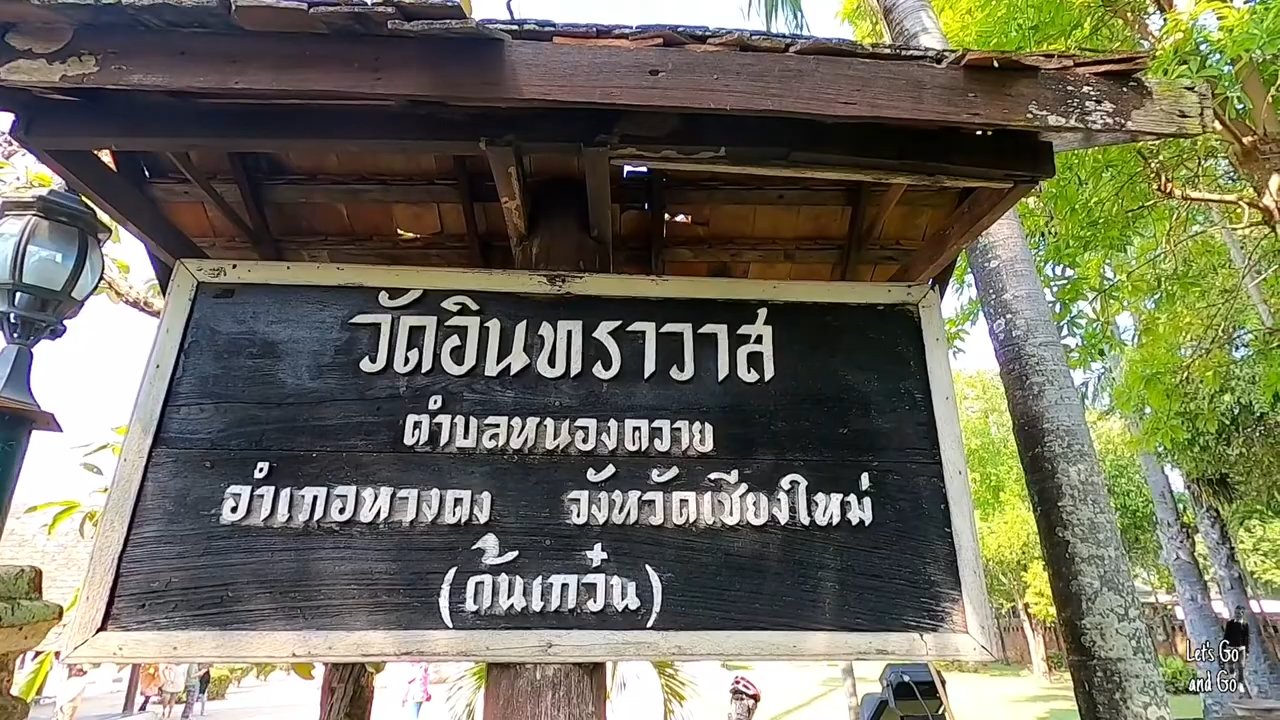 วัดอินทราวาส
ตำบลหนองควาย
อำเภอหางดง จังหวัดเชียงใหม่
(ต้นเกว๋น)
Let's Go
and Go